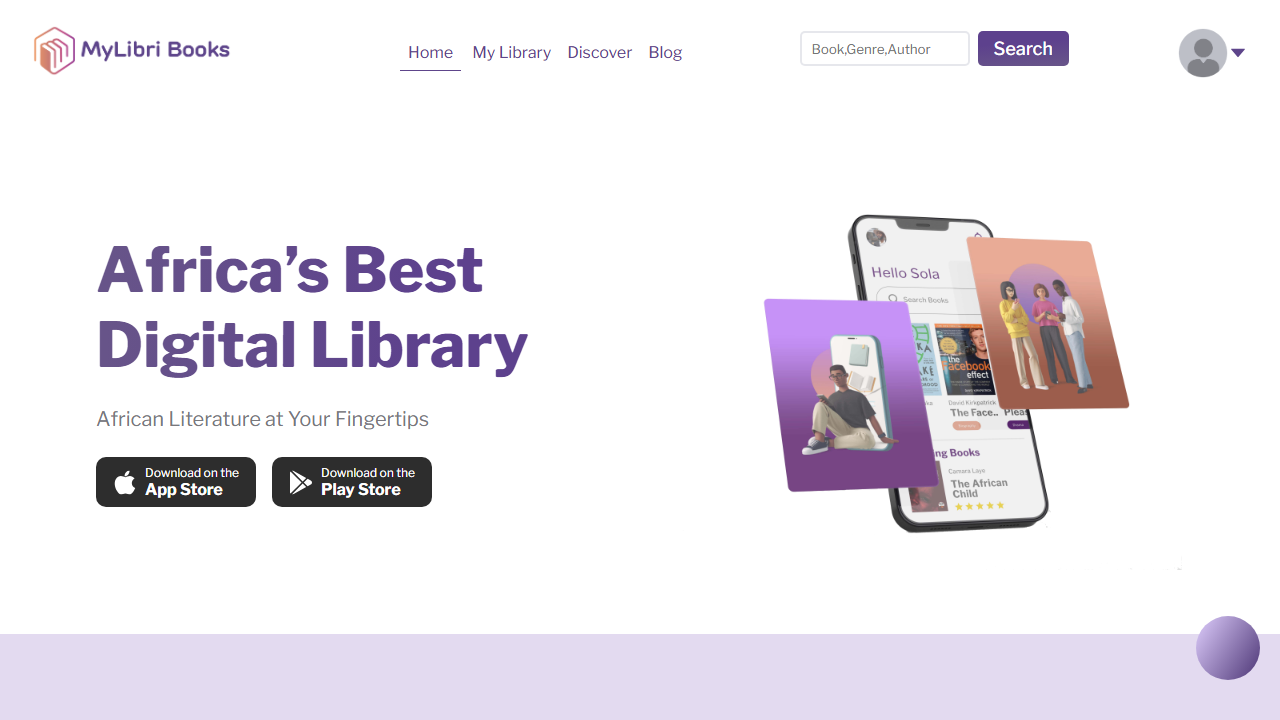 MyLibri Books
Home My Library Discover Blog
Book,Genre,Author
Search
Africa's Best
Digital Library
African Literature at Your Fingertips
Download on the
App Store
Download on the
Play Store
Hello Sola
Search Books
the
facebook
effect
David Kirkpatrick
The Face..
Books
Camara Laye
The African
Child